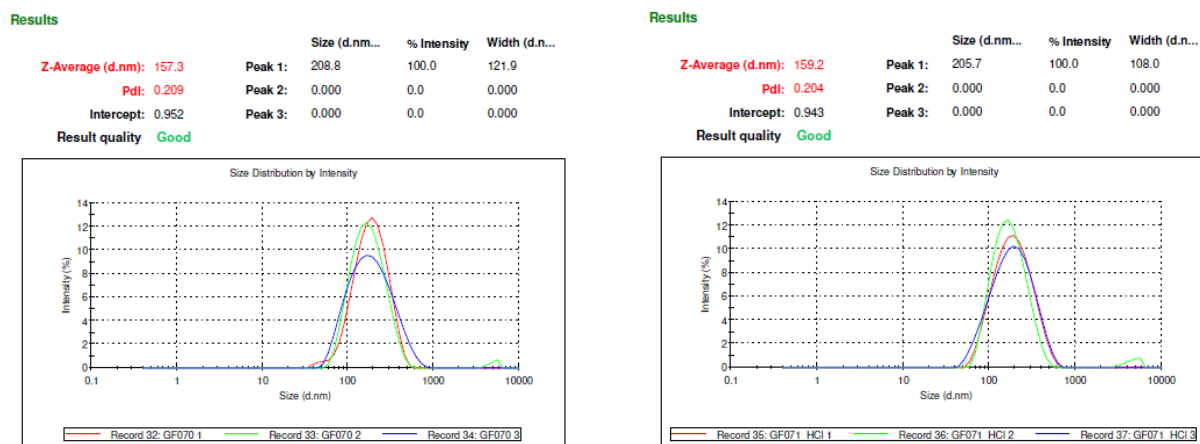 Results
Size (d.nm... % Intensity Width (d.n...
Z-Average (d.nm): 157.3 Peak 1: 208.8 100.0 121.9
PdI: 0.209 Peak 2: 0.000 0.0 0.000
Intercept: 0.952 Peak 3: 0.000 0.0 0.000
Result quality Good
Size Distribution by Intensity
14
12
10
8
6
4
2
0
Intensity (%)
0.1 1 10 100 1000 10000
Size (d.nm)
Record 32: GF070 1 Record 33: GF070 2 Record 34: GF070 3
Results
Size (d.nm... % Intensity Width (d.n...
Z-Average (d.nm): 159.2 Peak 1: 205.7 100.0 108.0
PdI: 0.204 Peak 2: 0.000 0.0 0.000
Intercept: 0.943 Peak 3: 0.000 0.0 0.000
Result quality Good
Size Distribution by Intensity
14
12
10
8
6
4
2
0
Intensity (%)
0.1 1 10 100 1000 10000
Size (d.nm)
Record 35: GF071_HCl 1 Record 36: GF071_HCl 2 Record 37: GF071_HCl 3